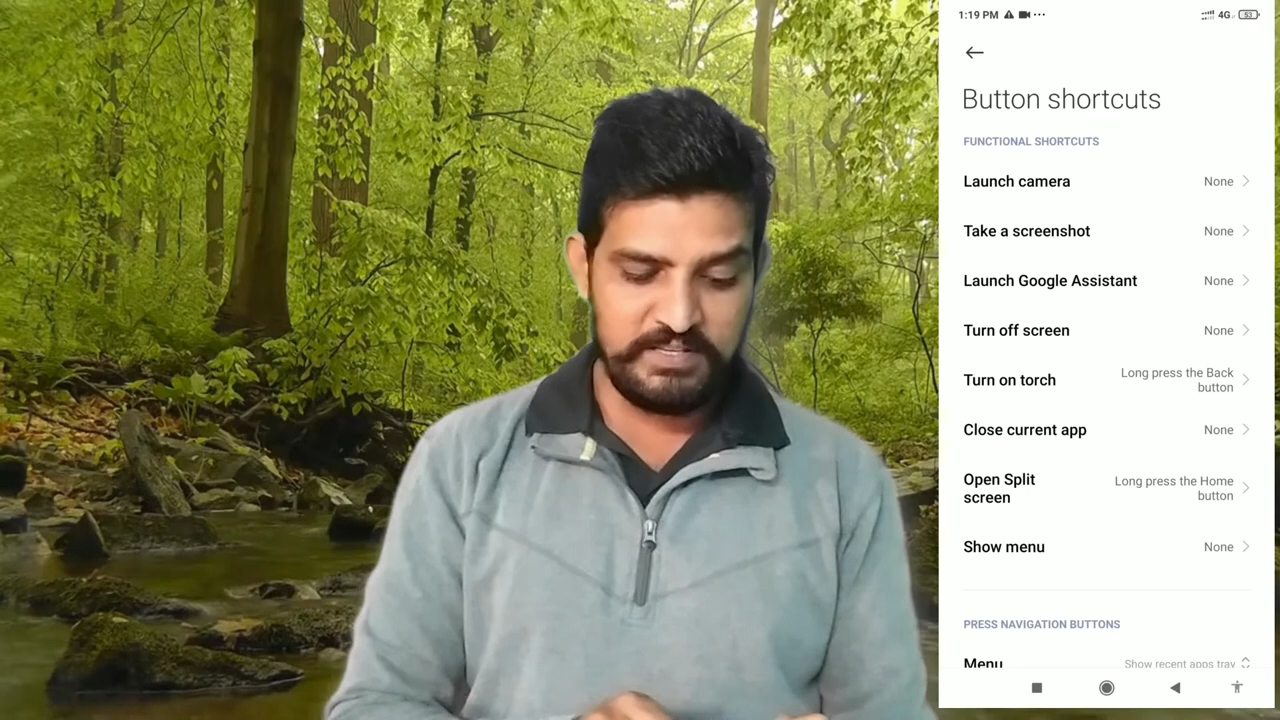 1:19 PM
4G
53
Button shortcuts
FUNCTIONAL SHORTCUTS
Launch camera None
Take a screenshot None
Launch Google Assistant None
Turn off screen None
Turn on torch Long press the Back
button
Close current app None
Open Split
screen
Long press the Home
button
Show menu None
PRESS NAVIGATION BUTTONS
Menu Show recent apps tray